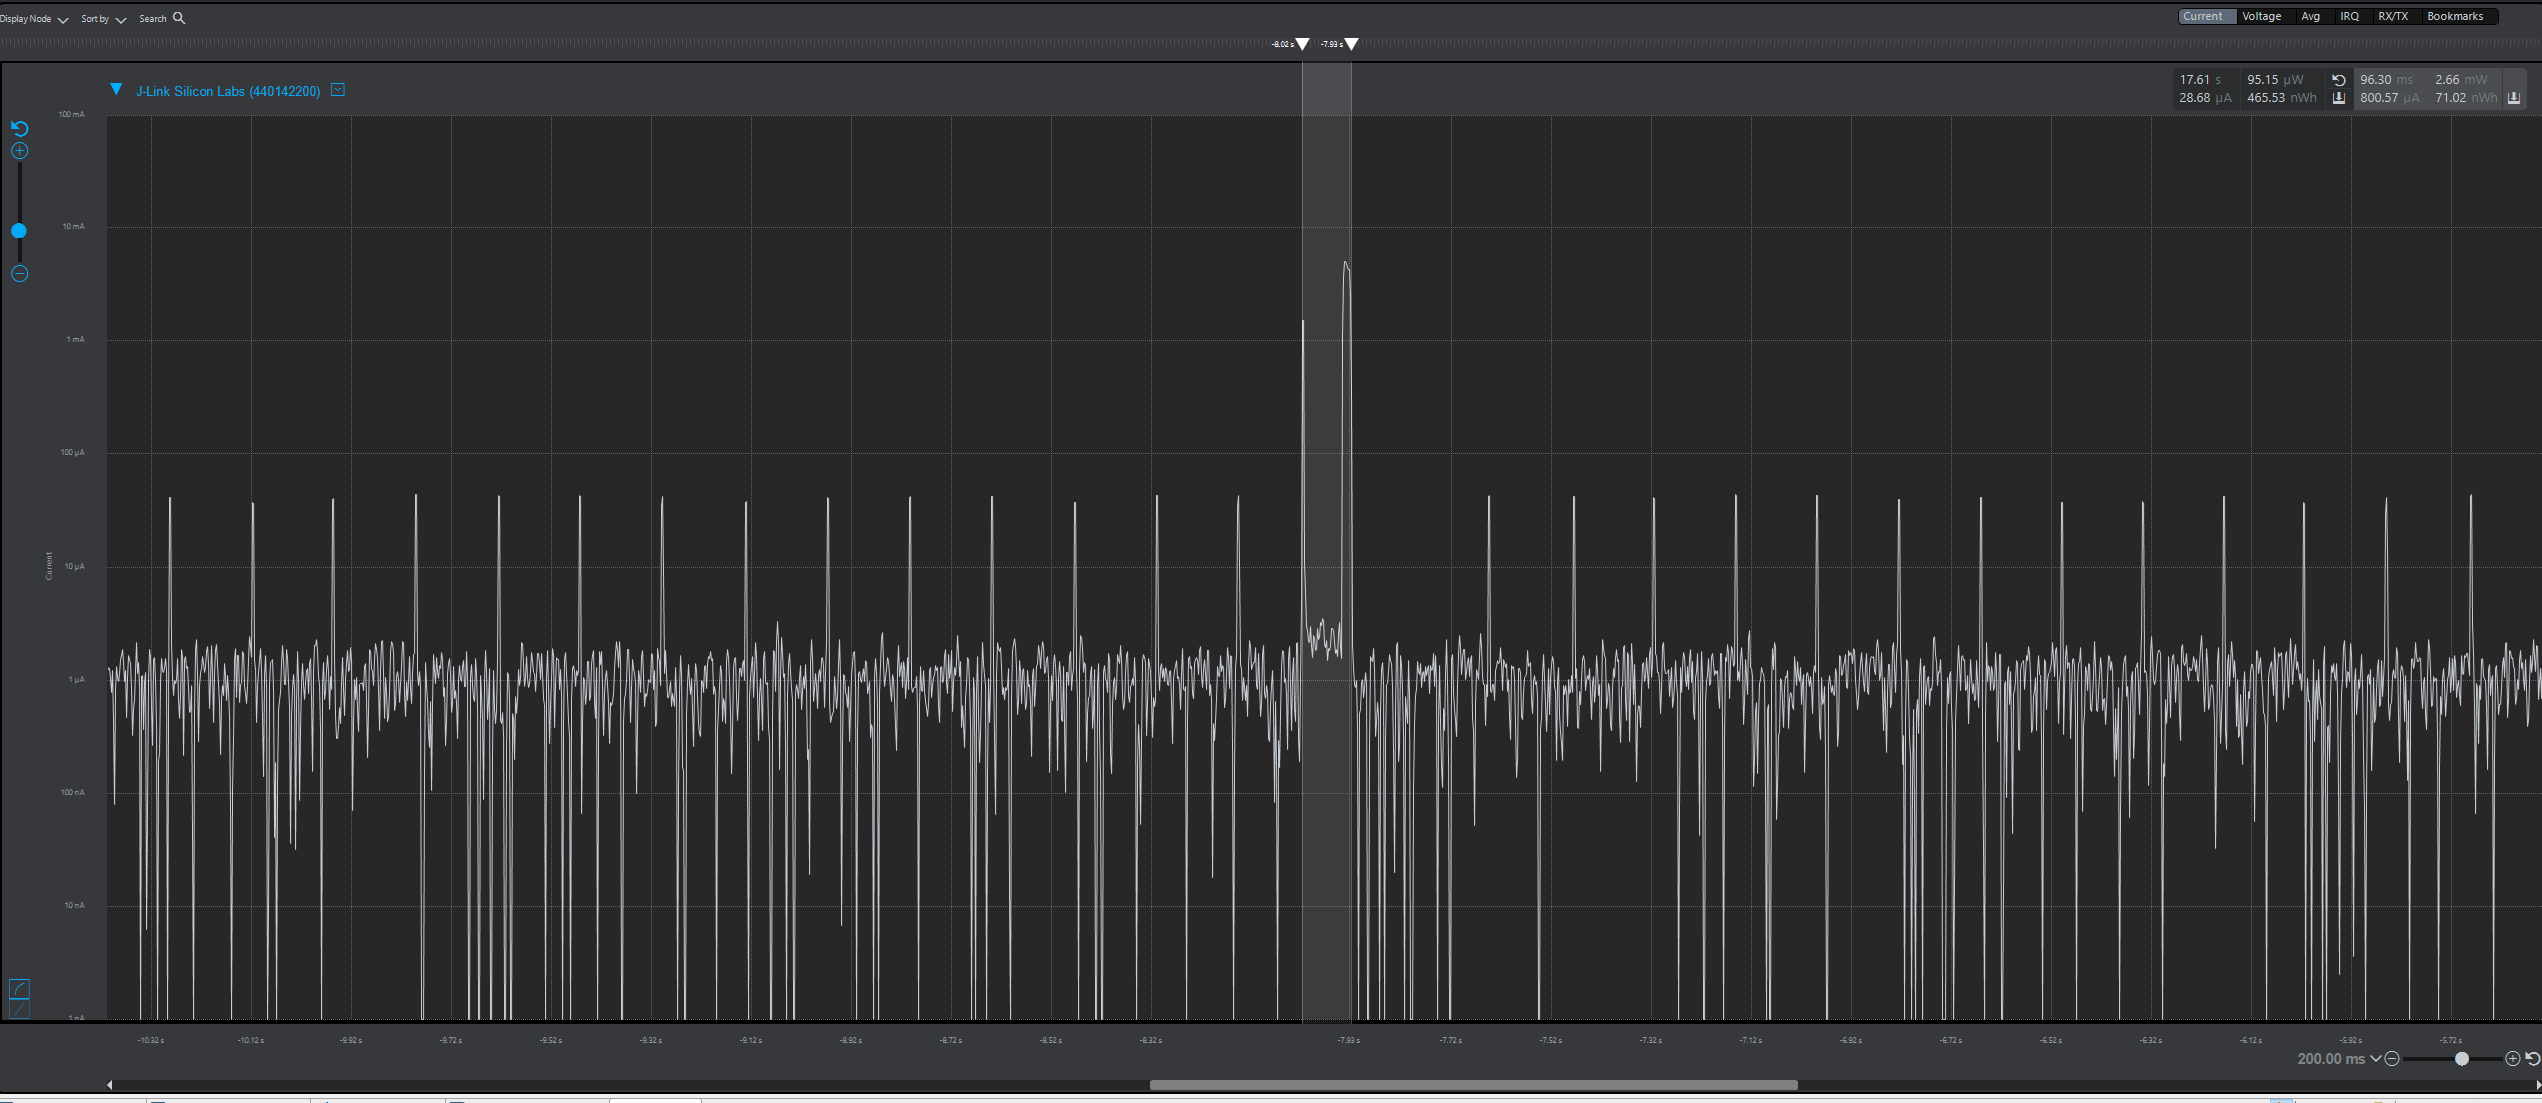 Display Node Sort by Search
Current Voltage Avg IRQ RX/TX Bookmarks
-8.02 s -7.93 s
J-Link Silicon Labs (440142200)
17.61 s 95.15 µW 96.30 ms 2.66 mW
28.68 µA 465.53 nWh 800.57 µA 71.02 nWh
100 mA
10 mA
1 mA
100 µA
Current
10 µA
1 µA
100 nA
10 nA
1 nA
-10.32 s -10.12 s -9.92 s -9.72 s -9.52 s -9.32 s -9.12 s -8.92 s -8.72 s -8.52 s -8.32 s -7.93 s -7.72 s -7.52 s -7.32 s -7.12 s -6.92 s -6.72 s -6.52 s -6.32 s -6.12 s -5.92 s -5.72 s
200.00 ms